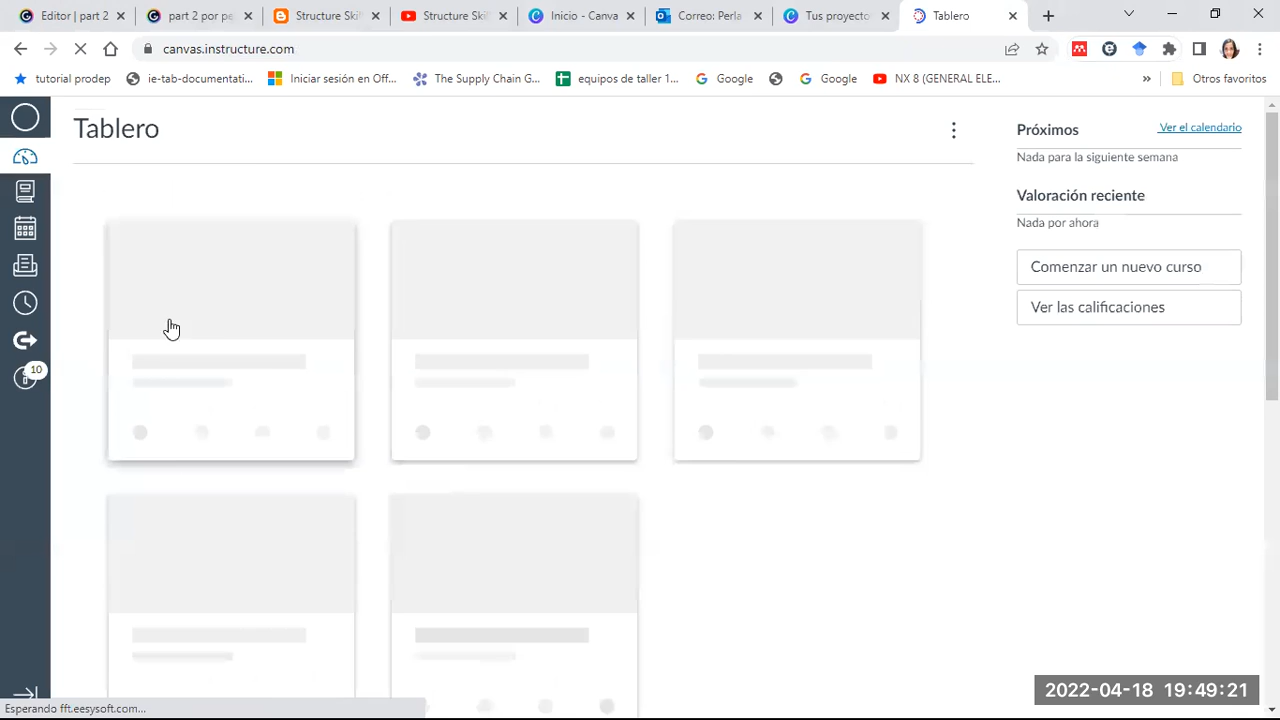 Editor | part 2
part 2 po
Structure Ski
Structure Ski
Inicio - Canva
Correo: Perla
Tus proyecto
Tablero
canvas.instructure.com
tutorial prodep
ie-tab-documentati...
Iniciar sesión en Off...
The Supply Chain G...
equipos de taller 1...
Google
Google
NX 8 (GENERAL ELE...
»
Otros favoritos
Tablero
Próximos
Ver el calendario
Nada para la siguiente semana
Valoración reciente
Nada por ahora
Comenzar un nuevo curso
Ver las calificaciones
10
Esperando fft.eesysoft.com...
2022-04-18 19:49:21